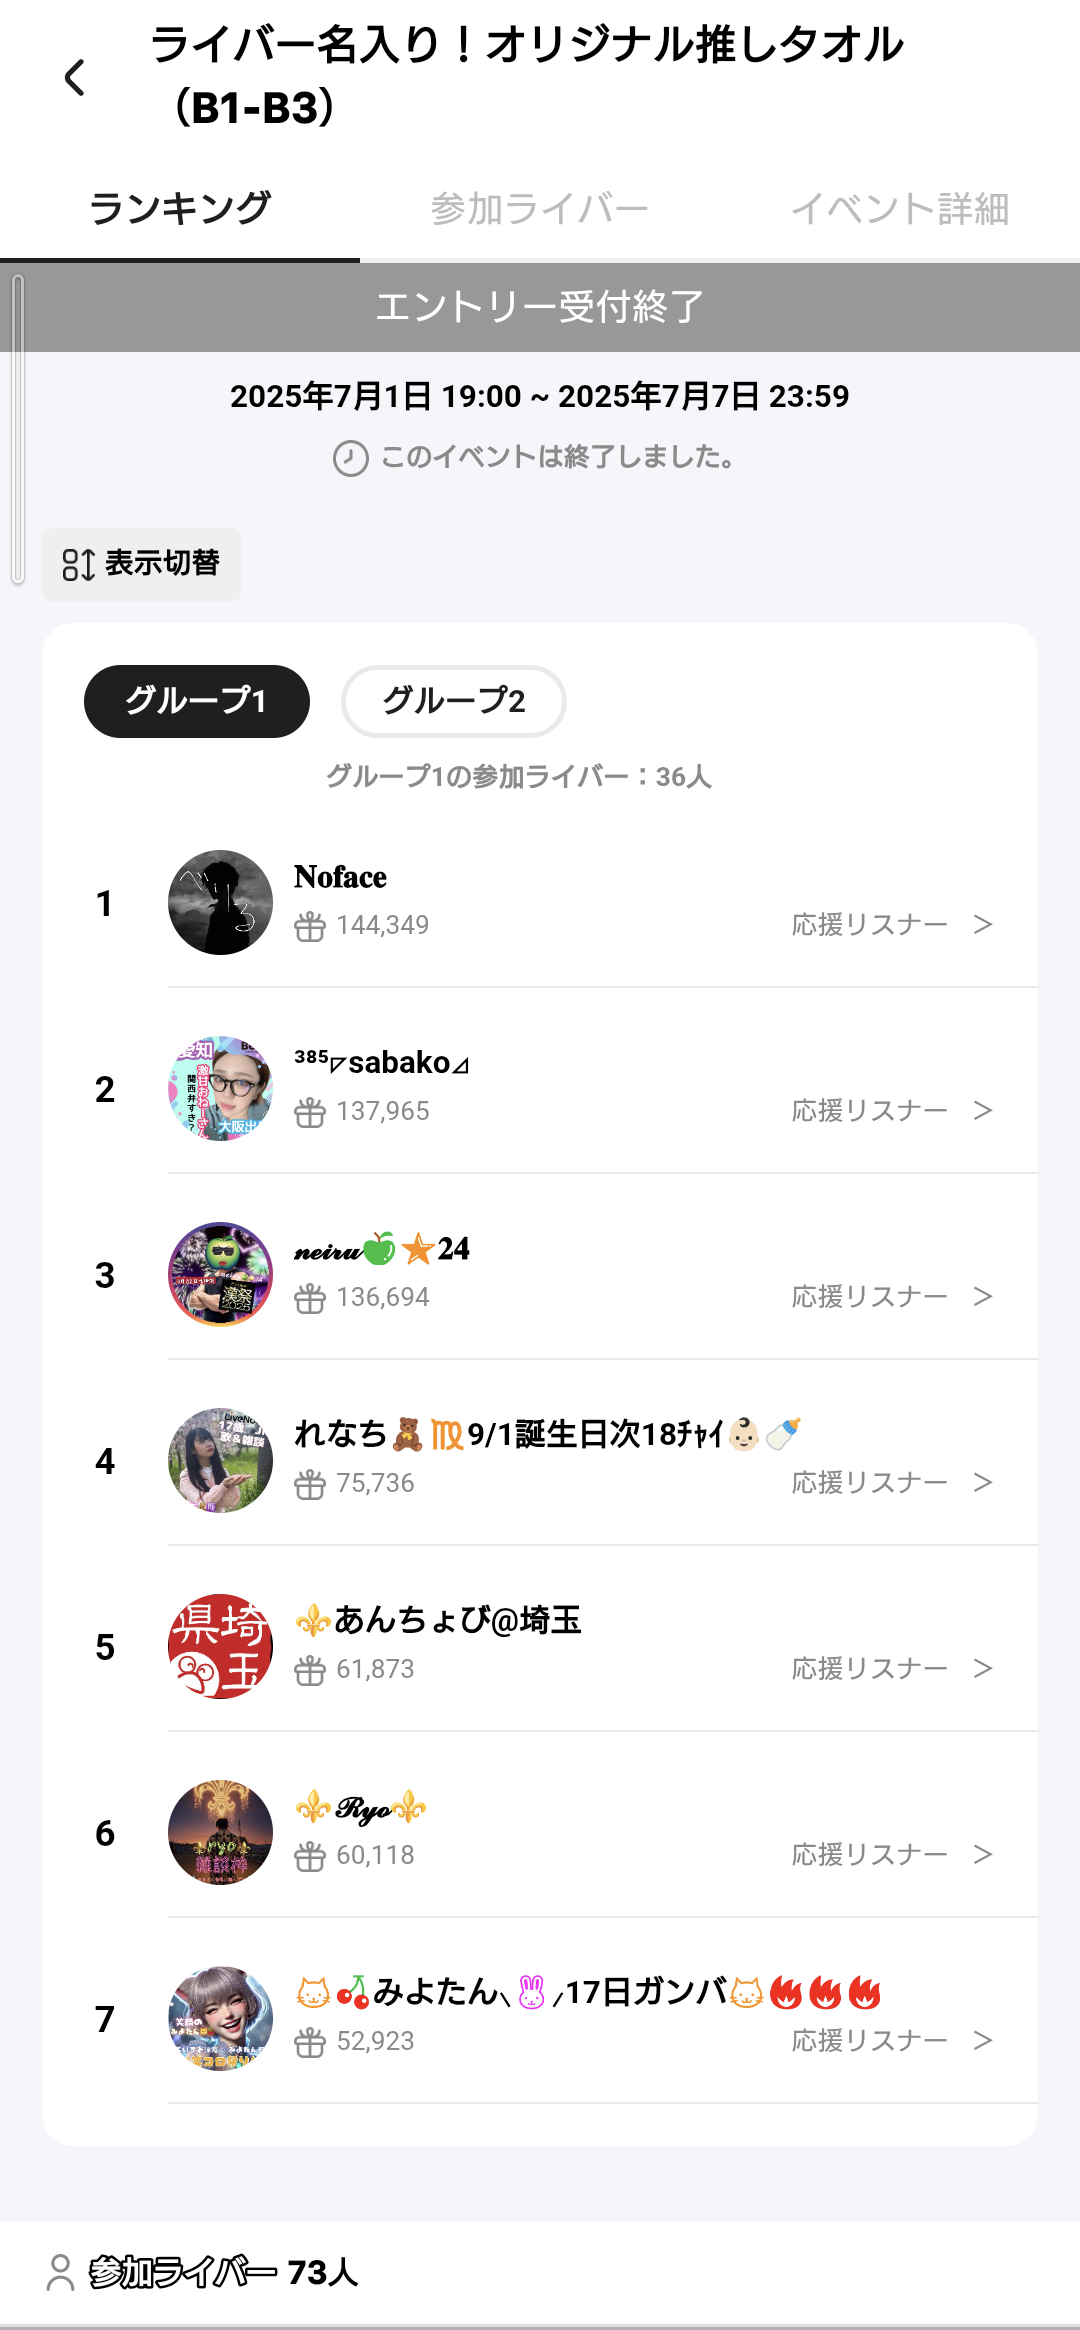 ライバー名入り！オリジナル推しタオル
（B1-B3）
ランキング 参加ライバー イベント詳細
エントリー受付終了
2025年7月1日 19:00 ~ 2025年7月7日 23:59
このイベントは終了しました。
表示切替
グループ1 グループ2
グループ1の参加ライバー：36人
1
𝐍𝐨𝐟𝐚𝐜𝐞
144,349 応援リスナー >
2
³⁸⁵◸sabako◿
137,965 応援リスナー >
3
𝓃𝑒𝒾𝓇𝓊🍏⭐24
136,694 応援リスナー >
4
れなち🧸♍9/1誕生日次18ﾁｬｲ👶🏻🍼
75,736 応援リスナー >
5
⚜️あんちょび@埼玉
61,873 応援リスナー >
6
⚜️𝓡𝔂𝓸⚜️
60,118 応援リスナー >
7
🐱🍒みよたん⸜🐰⸝17日ガンバ🐱🔥🔥🔥
52,923 応援リスナー >
参加ライバー 73人